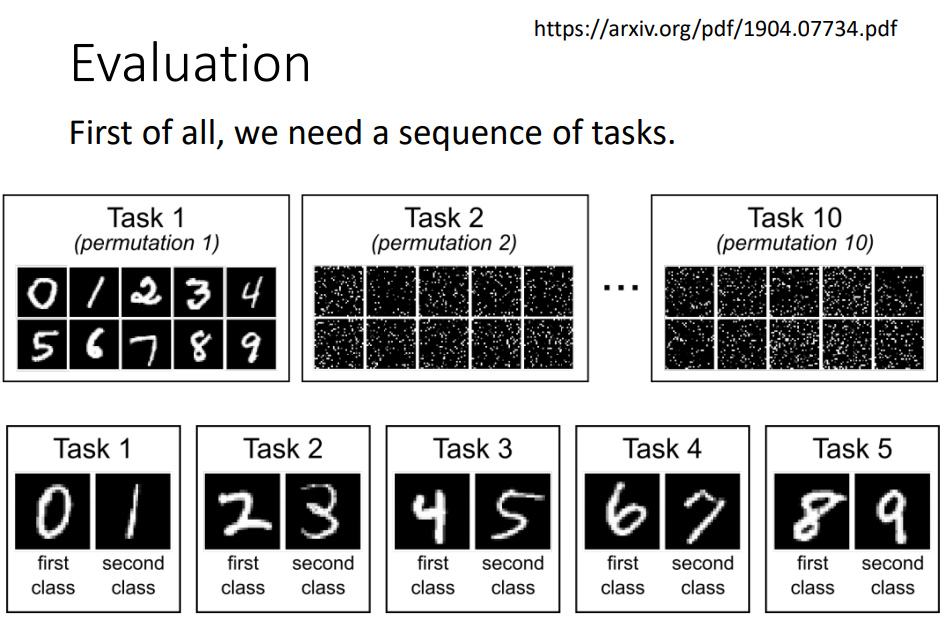 https://arxiv.org/pdf/1904.07734.pdf
Evaluation
First of all, we need a sequence of tasks.
Task 1
(permutation 1)
0 1 2 3 4
5 6 7 8 9
Task 2
(permutation 2)
...
Task 10
(permutation 10)
Task 1
0 1
first class
second class
Task 2
2 3
first class
second class
Task 3
4 5
first class
second class
Task 4
6 7
first class
second class
Task 5
8 9
first class
second class